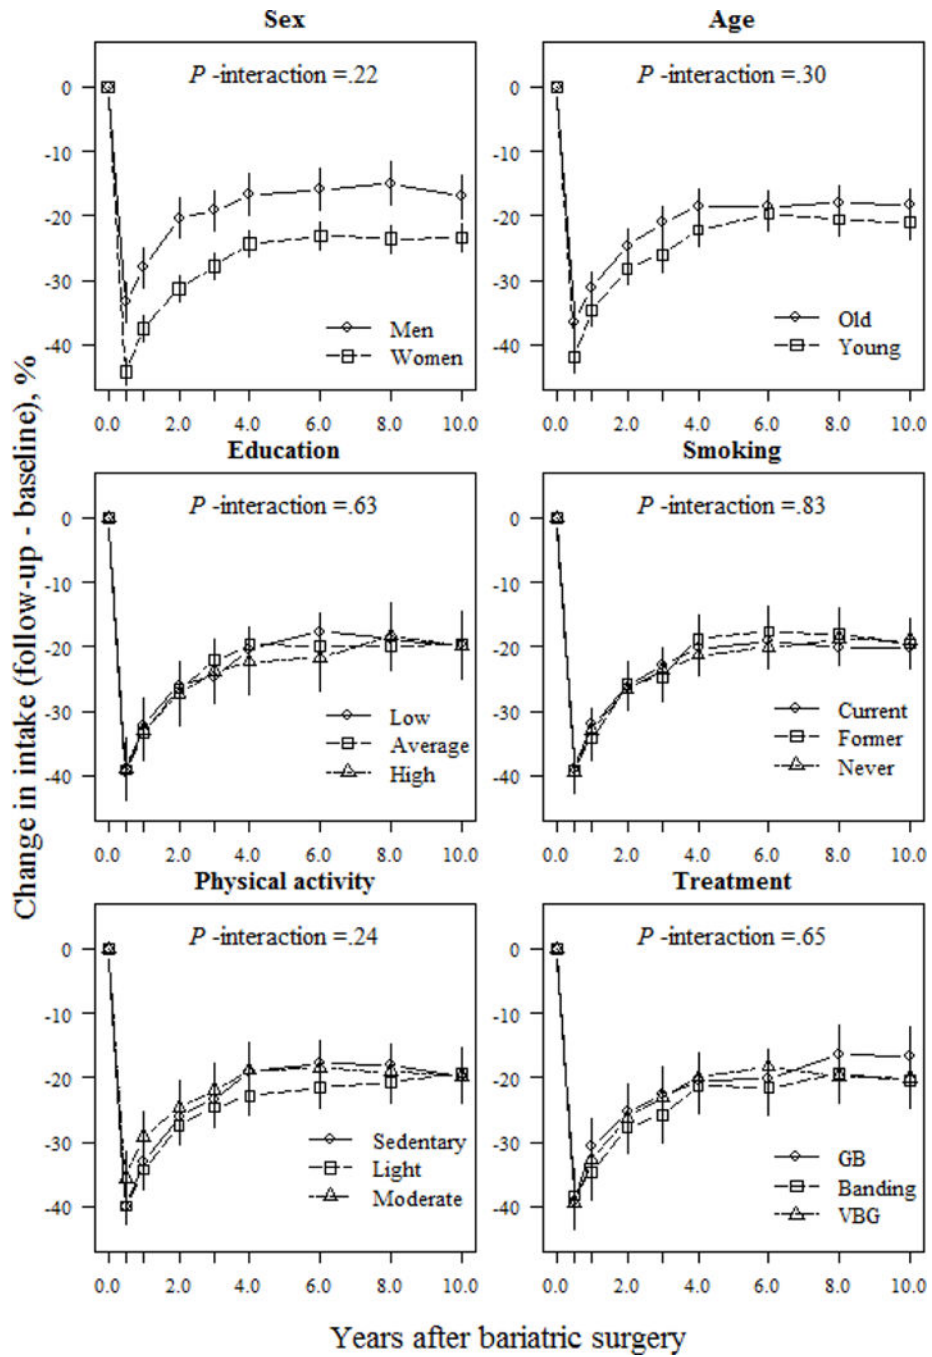 Sex
P -interaction =.22
0
-10
-20
-30
-40
Men
Women
0.0 2.0 4.0 6.0 8.0 10.0
Age
P -interaction =.30
0
-10
-20
-30
-40
Old
Young
0.0 2.0 4.0 6.0 8.0 10.0
Education
P -interaction =.63
0
-10
-20
-30
-40
Low
Average
High
0.0 2.0 4.0 6.0 8.0 10.0
Smoking
P -interaction =.83
0
-10
-20
-30
-40
Current
Former
Never
0.0 2.0 4.0 6.0 8.0 10.0
Physical activity
P -interaction =.24
0
-10
-20
-30
-40
Sedentary
Light
Moderate
0.0 2.0 4.0 6.0 8.0 10.0
Treatment
P -interaction =.65
0
-10
-20
-30
-40
GB
Banding
VBG
0.0 2.0 4.0 6.0 8.0 10.0
Change in intake (follow-up - baseline), %
Years after bariatric surgery